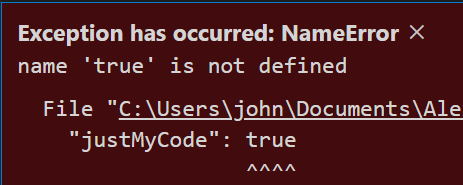 Exception has occurred: NameError ×
name 'true' is not defined
File "C:\Users\john\Documents\Ale
"justMyCode": true
^^^^